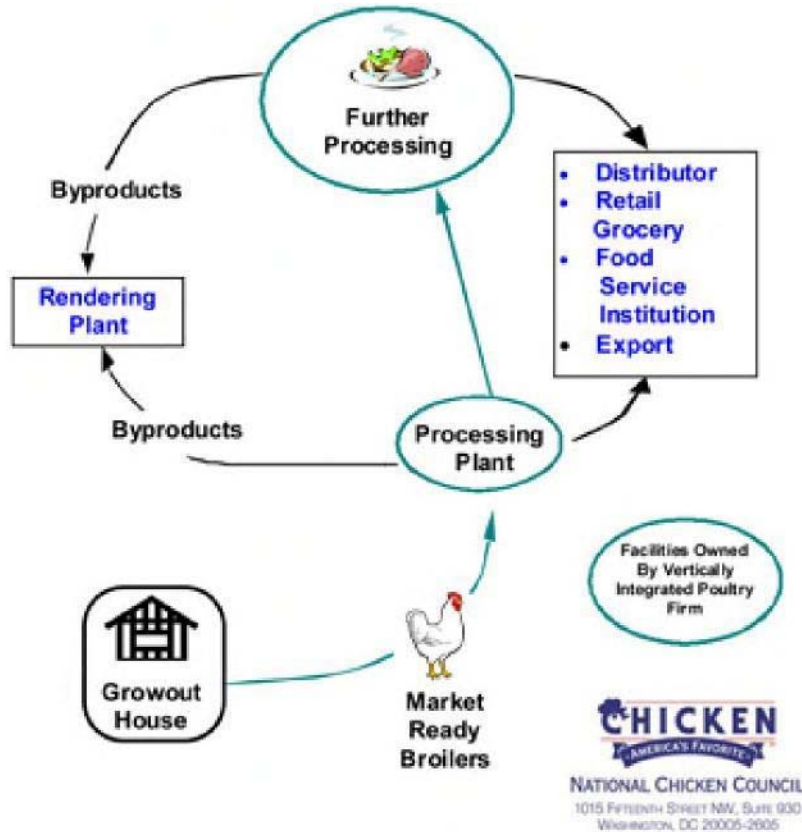 Further
Processing
Byproducts
• Distributor
• Retail
Grocery
• Food
Service
Institution
• Export
Rendering
Plant
Byproducts
Processing
Plant
Facilities Owned
By Vertically
Integrated Poultry
Firm
Growout
House
Market
Ready
Broilers
CHICKEN
AMERICA'S FAVORITE
NATIONAL CHICKEN COUNCIL
1015 FIFTEENTH STREET NW, SUITE 930
WASHINGTON, DC 20005-2605